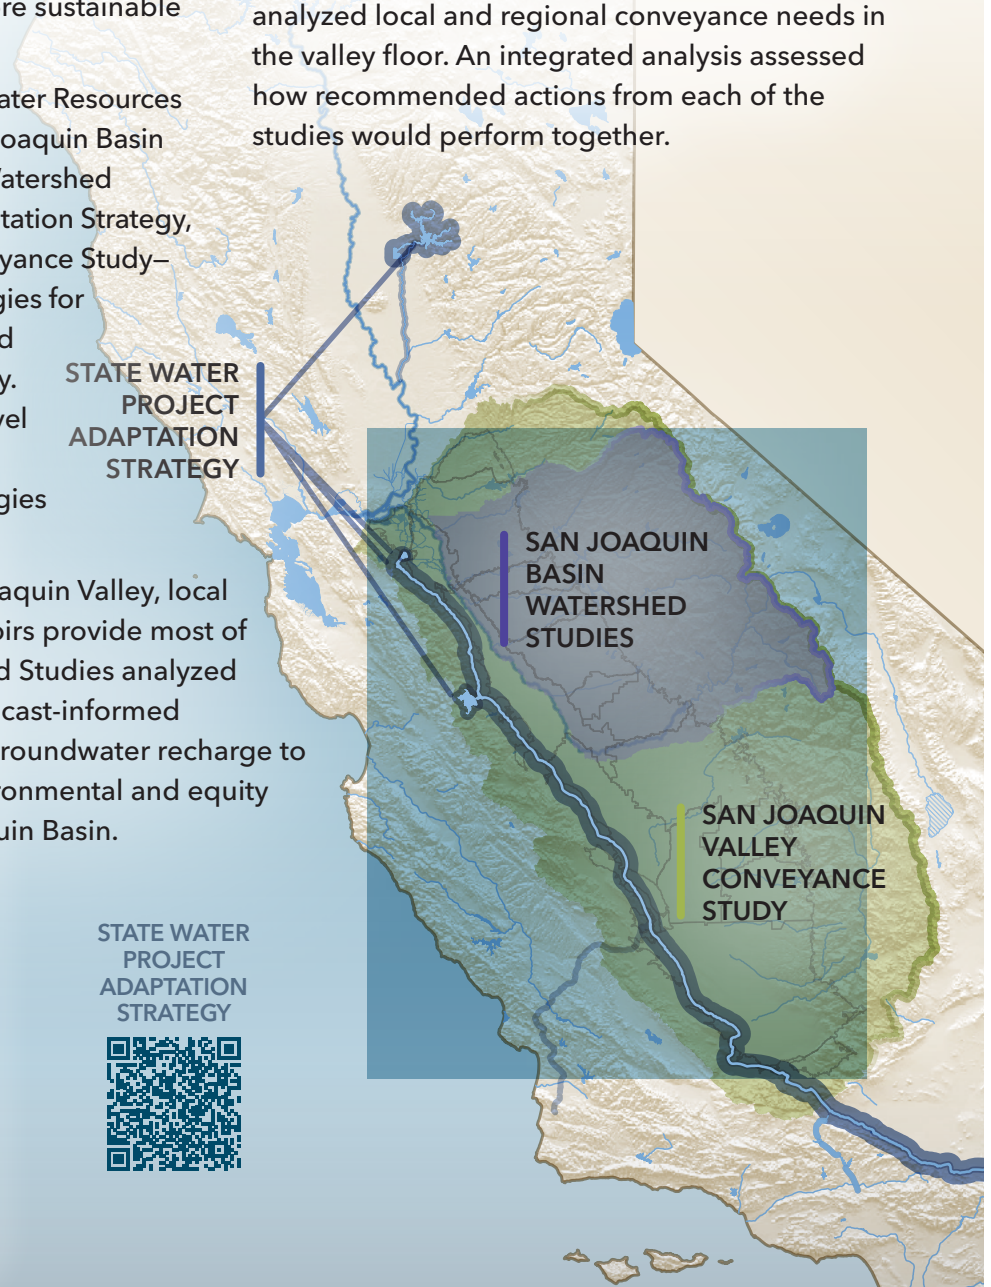 re sustainable
ater Resources
oaquin Basin
Watershed
tation Strategy,
yance Study—
gies for
d
y.
vel
gies
aquin Valley, local
oirs provide most of
d Studies analyzed
cast-informed
roundwater recharge to
ronmental and equity
uin Basin.
analyzed local and regional conveyance needs in
the valley floor. An integrated analysis assessed
how recommended actions from each of the
studies would perform together.
STATE WATER
PROJECT
ADAPTATION
STRATEGY
SAN JOAQUIN
BASIN
WATERSHED
STUDIES
SAN JOAQUIN
VALLEY
CONVEYANCE
STUDY
STATE WATER
PROJECT
ADAPTATION
STRATEGY